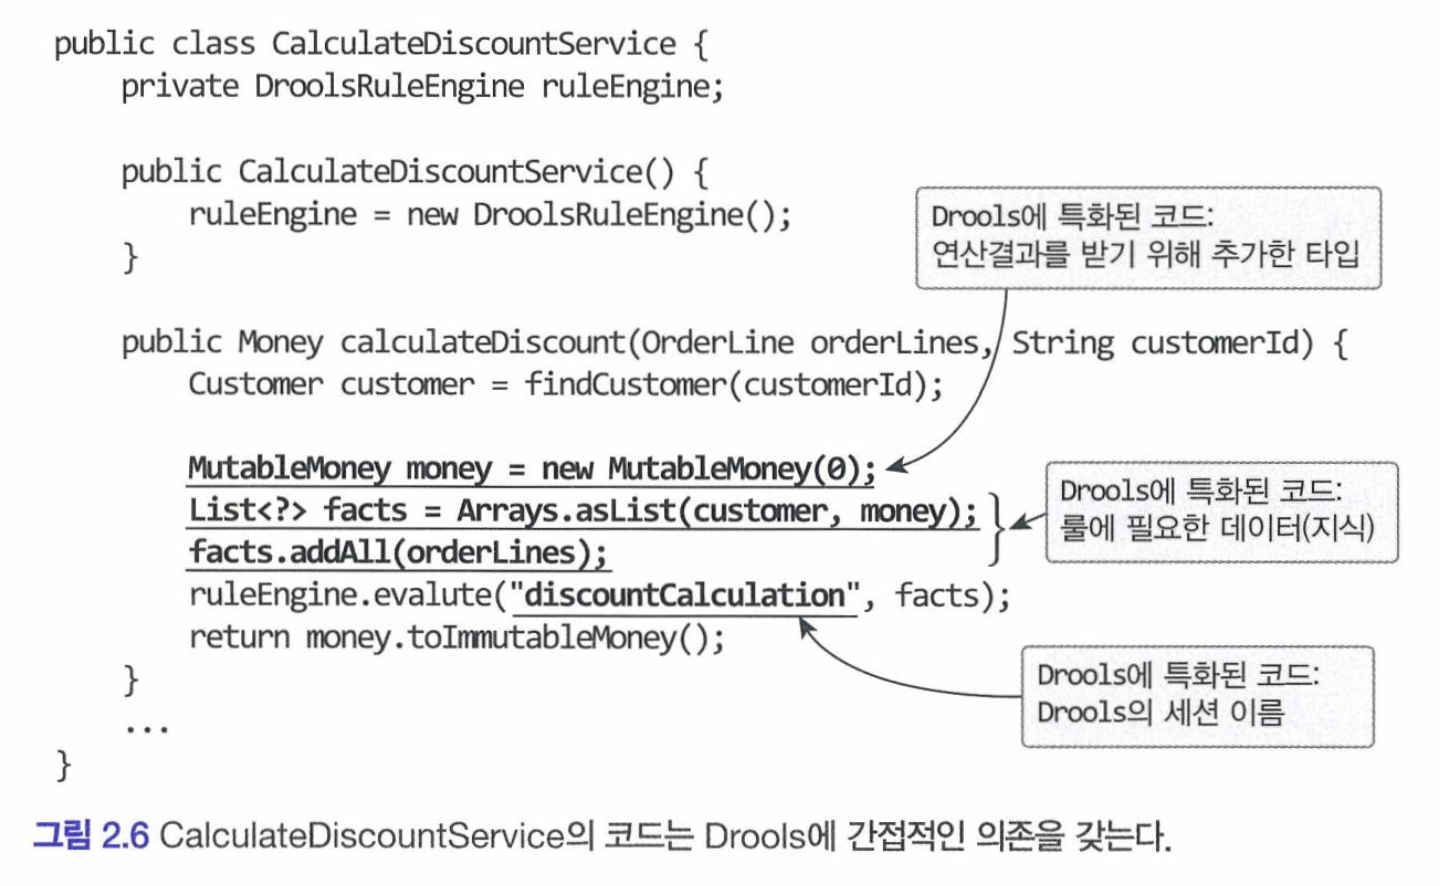 public class CalculateDiscountService {
private DroolsRuleEngine ruleEngine;
public CalculateDiscountService() {
ruleEngine = new DroolsRuleEngine();
}
Drools에 특화된 코드:
연산결과를 받기 위해 추가한 타입
public Money calculateDiscount(OrderLine orderLines, String customerId) {
Customer customer = findCustomer(customerId);
MutableMoney money = new MutableMoney(0);
List<?> facts = Arrays.asList(customer, money);
facts.addAll(orderLines);
Drools에 특화된 코드:
룰에 필요한 데이터(지식)
ruleEngine.evalute("discountCalculation", facts);
return money.toImmutableMoney();
}
Drools에 특화된 코드:
Drools의 세션 이름
...
}
그림 2.6 CalculateDiscountService의 코드는 Drools에 간접적인 의존을 갖는다.